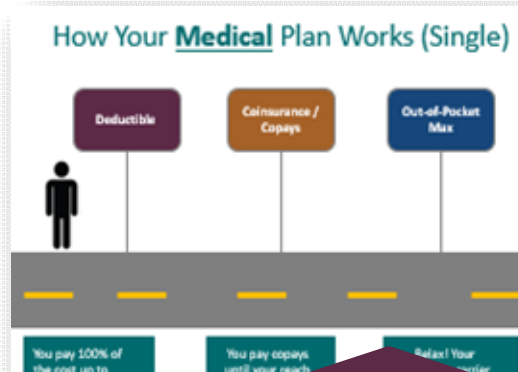 How Your Medical Plan Works (Single)
Deductible
Coinsurance /
Copays
Out-of-Pocket
Max
You pay 100% of
the cost up to
You pay copays
until your reach
Relax! Your
carrier